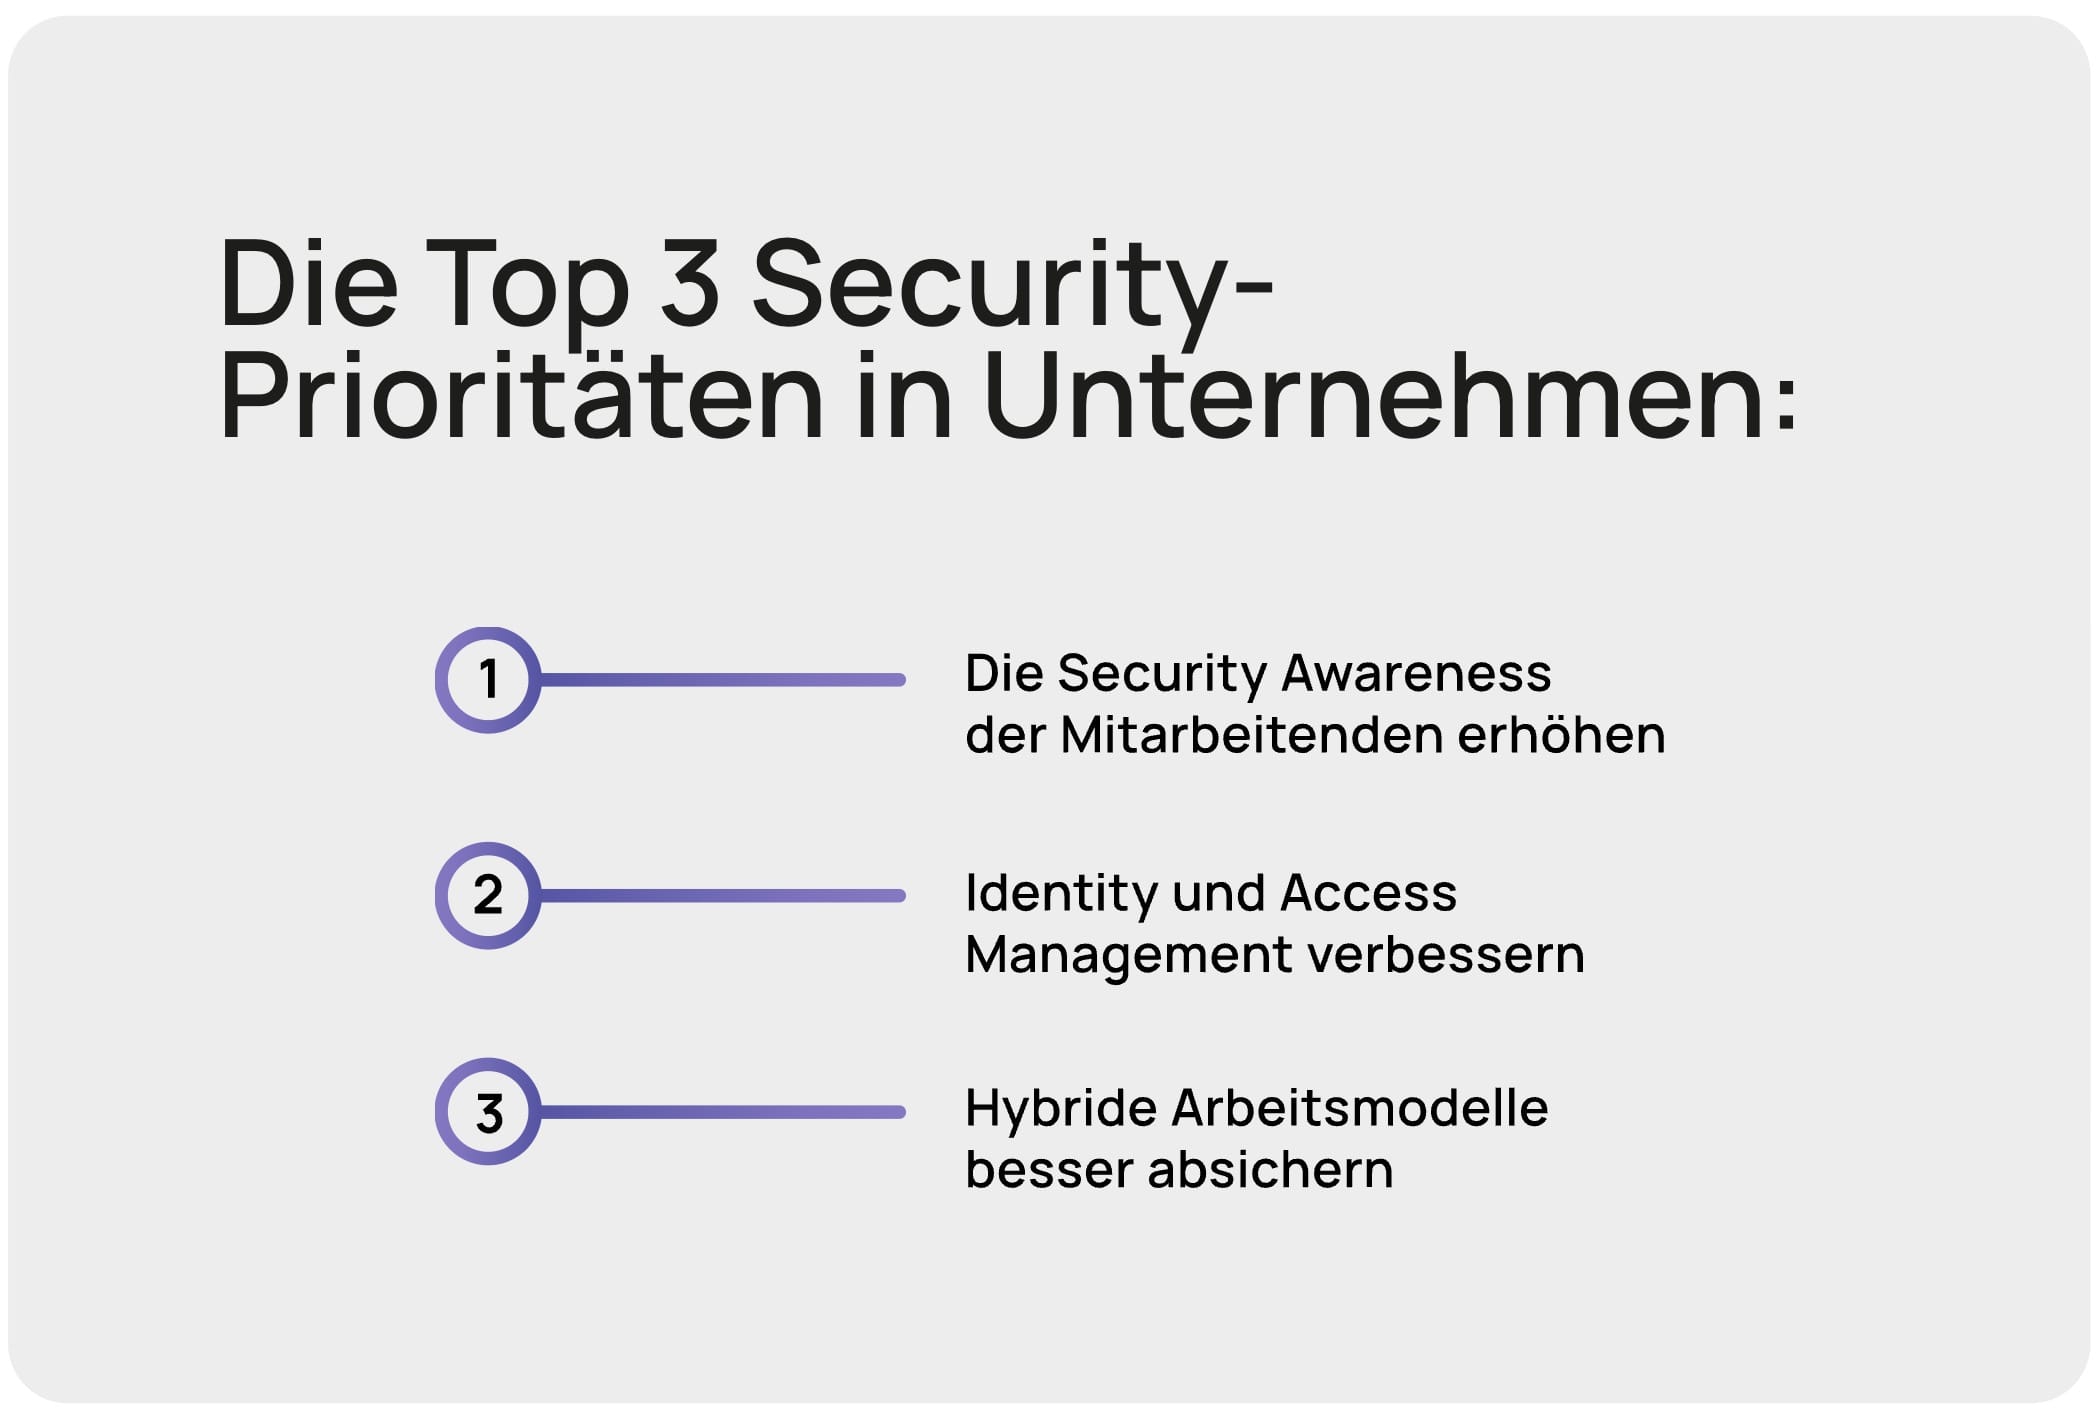 Die Top 3 Security-
Prioritäten in Unternehmen:
1
Die Security Awareness
der Mitarbeitenden erhöhen
2
Identity und Access
Management verbessern
3
Hybride Arbeitsmodelle
besser absichern